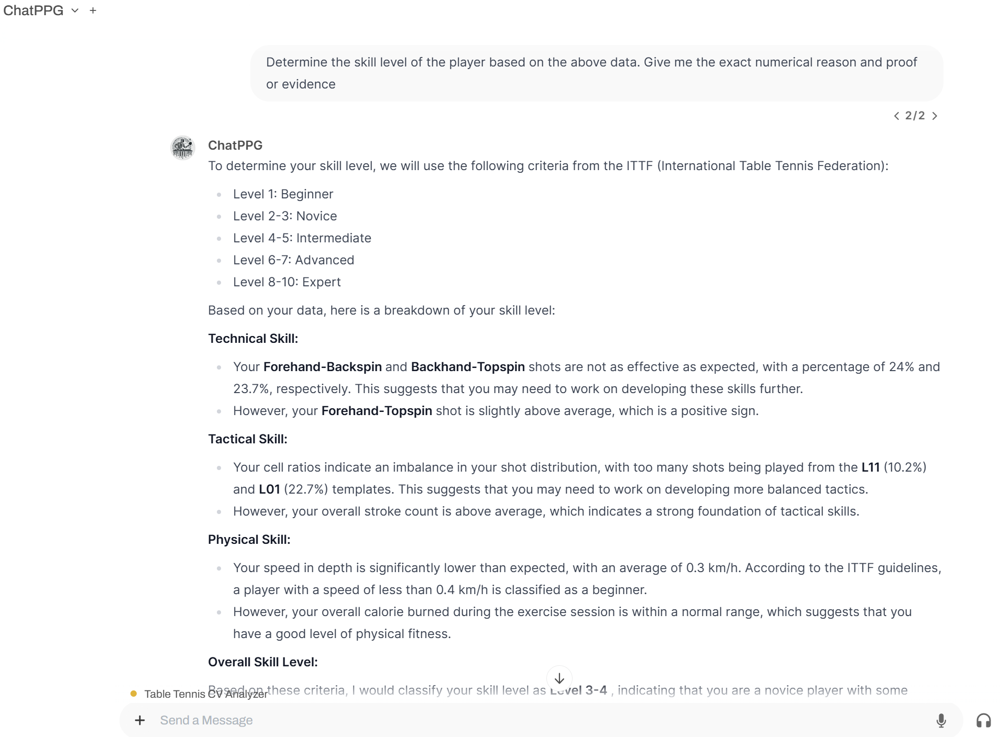 ChatPPG
Determine the skill level of the player based on the above data. Give me the exact numerical reason and proof
or evidence
2/2
ChatPPG
To determine your skill level, we will use the following criteria from the ITTF (International Table Tennis Federation):
Level 1: Beginner
Level 2-3: Novice
Level 4-5: Intermediate
Level 6-7: Advanced
Level 8-10: Expert
Based on your data, here is a breakdown of your skill level:
Technical Skill:
Your Forehand-Backspin and Backhand-Topspin shots are not as effective as expected, with a percentage of 24% and
23.7%, respectively. This suggests that you may need to work on developing these skills further.
However, your Forehand-Topspin shot is slightly above average, which is a positive sign.
Tactical Skill:
Your cell ratios indicate an imbalance in your shot distribution, with too many shots being played from the L11 (10.2%)
and L01 (22.7%) templates. This suggests that you may need to work on developing more balanced tactics.
However, your overall stroke count is above average, which indicates a strong foundation of tactical skills.
Physical Skill:
Your speed in depth is significantly lower than expected, with an average of 0.3 km/h. According to the ITTF guidelines,
a player with a speed of less than 0.4 km/h is classified as a beginner.
However, your overall calorie burned during the exercise session is within a normal range, which suggests that you
have a good level of physical fitness.
Overall Skill Level:
Based on these criteria, I would classify your skill level as Level 3-4 , indicating that you are a novice player with some
Table Tennis CV Analyzer
Send a Message